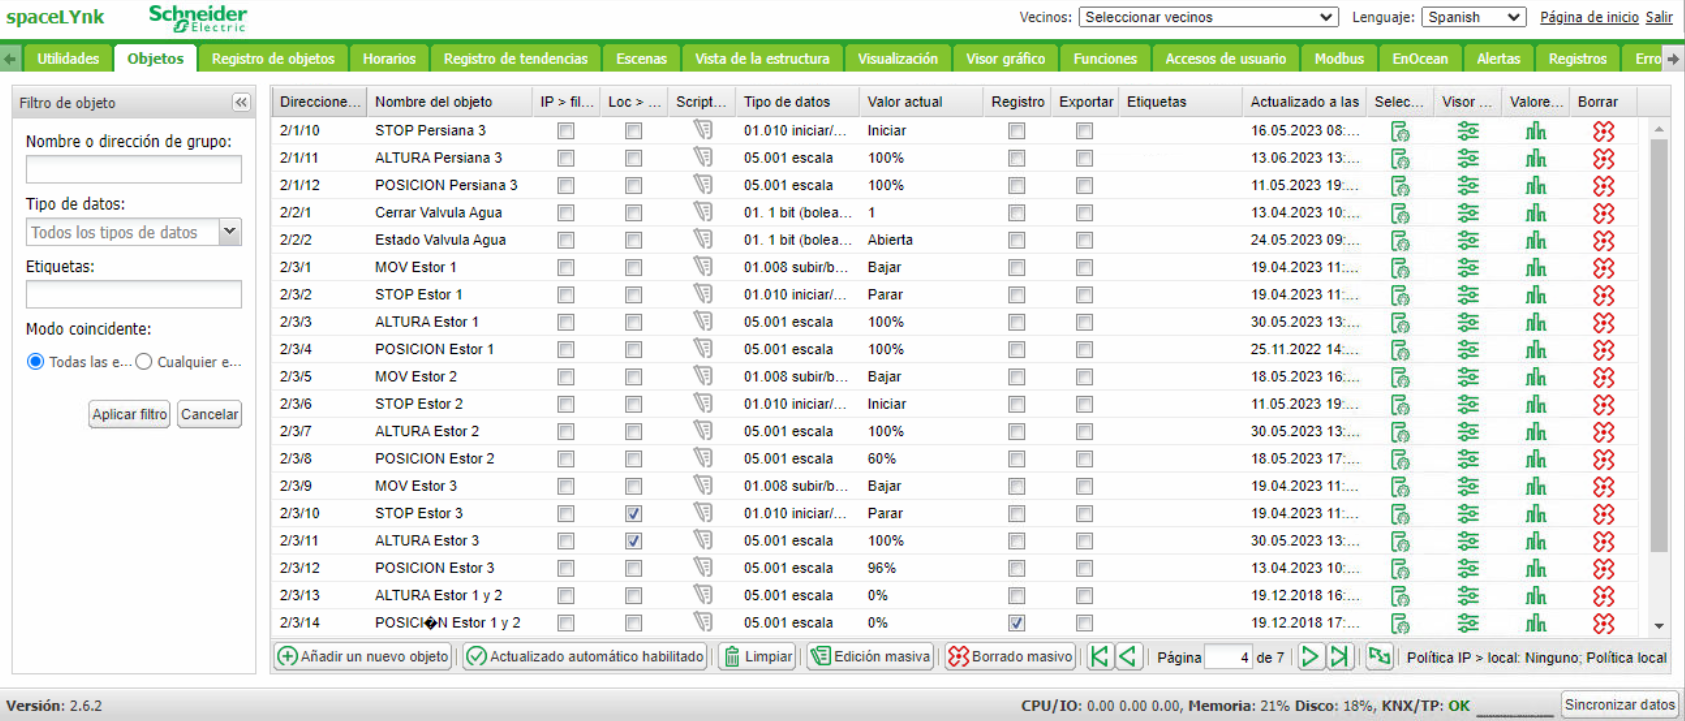 spaceLYnk Schneider Electric Vecinos: Seleccionar vecinos Lenguaje: Spanish Página de inicio Salir
Utilidades Objetos Registro de objetos Horarios Registro de tendencias Escenas Vista de la estructura Visualización Visor gráfico Funciones Accesos de usuario Modbus EnOcean Alertas Registros Erro
Filtro de objeto
Nombre o dirección de grupo:
Tipo de datos:
Todos los tipos de datos
Etiquetas:
Modo coincidente:
Todas las e... Cualquier e...
Aplicar filtro Cancelar
Direccione... Nombre del objeto IP > fil... Loc > ... Script... Tipo de datos Valor actual Registro Exportar Etiquetas Actualizado a las Selec... Visor ... Valore... Borrar
2/1/10 STOP Persiana 3 01.010 iniciar/... Iniciar 16.05.2023 08:...
2/1/11 ALTURA Persiana 3 05.001 escala 100% 13.06.2023 13:...
2/1/12 POSICION Persiana 3 05.001 escala 100% 11.05.2023 19:...
2/2/1 Cerrar Valvula Agua 01. 1 bit (bolea... 1 13.04.2023 10:...
2/2/2 Estado Valvula Agua 01. 1 bit (bolea... Abierta 24.05.2023 09:...
2/3/1 MOV Estor 1 01.008 subir/b... Bajar 19.04.2023 11:...
2/3/2 STOP Estor 1 01.010 iniciar/... Parar 19.04.2023 11:...
2/3/3 ALTURA Estor 1 05.001 escala 100% 30.05.2023 13:...
2/3/4 POSICION Estor 1 05.001 escala 100% 25.11.2022 14:...
2/3/5 MOV Estor 2 01.008 subir/b... Bajar 18.05.2023 16:...
2/3/6 STOP Estor 2 01.010 iniciar/... Iniciar 11.05.2023 19:...
2/3/7 ALTURA Estor 2 05.001 escala 100% 30.05.2023 13:...
2/3/8 POSICION Estor 2 05.001 escala 60% 18.05.2023 17:...
2/3/9 MOV Estor 3 01.008 subir/b... Bajar 19.04.2023 11:...
2/3/10 STOP Estor 3 01.010 iniciar/... Parar 19.04.2023 11:...
2/3/11 ALTURA Estor 3 05.001 escala 100% 30.05.2023 13:...
2/3/12 POSICION Estor 3 05.001 escala 96% 13.04.2023 10:...
2/3/13 ALTURA Estor 1 y 2 05.001 escala 0% 19.12.2018 16:...
2/3/14 POSICI�N Estor 1 y 2 05.001 escala 0% 19.12.2018 17:...
Añadir un nuevo objeto Actualizado automático habilitado Limpiar Edición masiva Borrado masivo Página 4 de 7 Política IP > local: Ninguno; Política local
Versión: 2.6.2 CPU/IO: 0.00 0.00 0.00, Memoria: 21% Disco: 18%, KNX/TP: OK Sincronizar datos